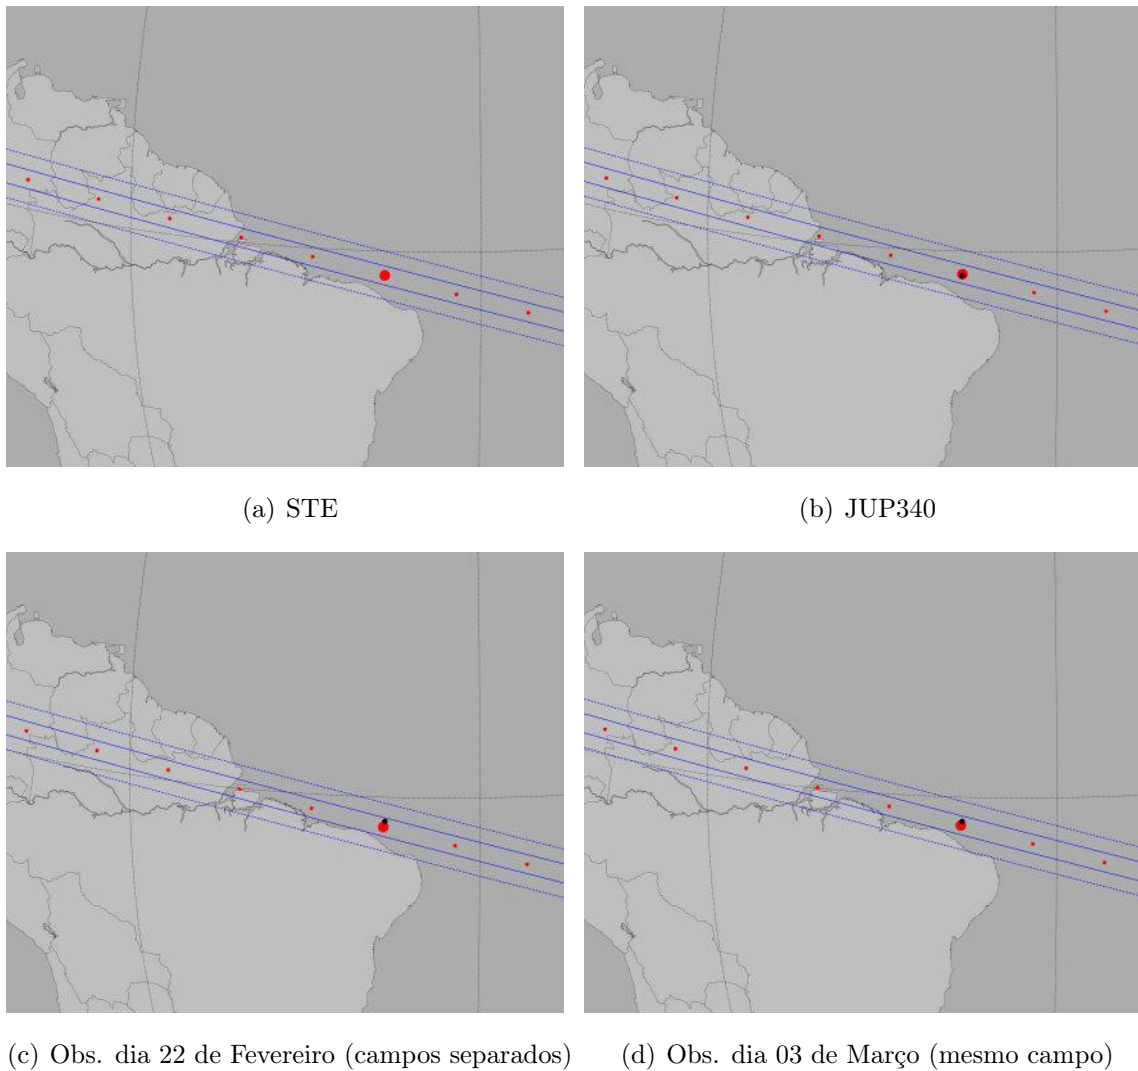 (a) STE
(b) JUP340
(c) Obs. dia 22 de Fevereiro (campos separados)
(d) Obs. dia 03 de Março (mesmo campo)